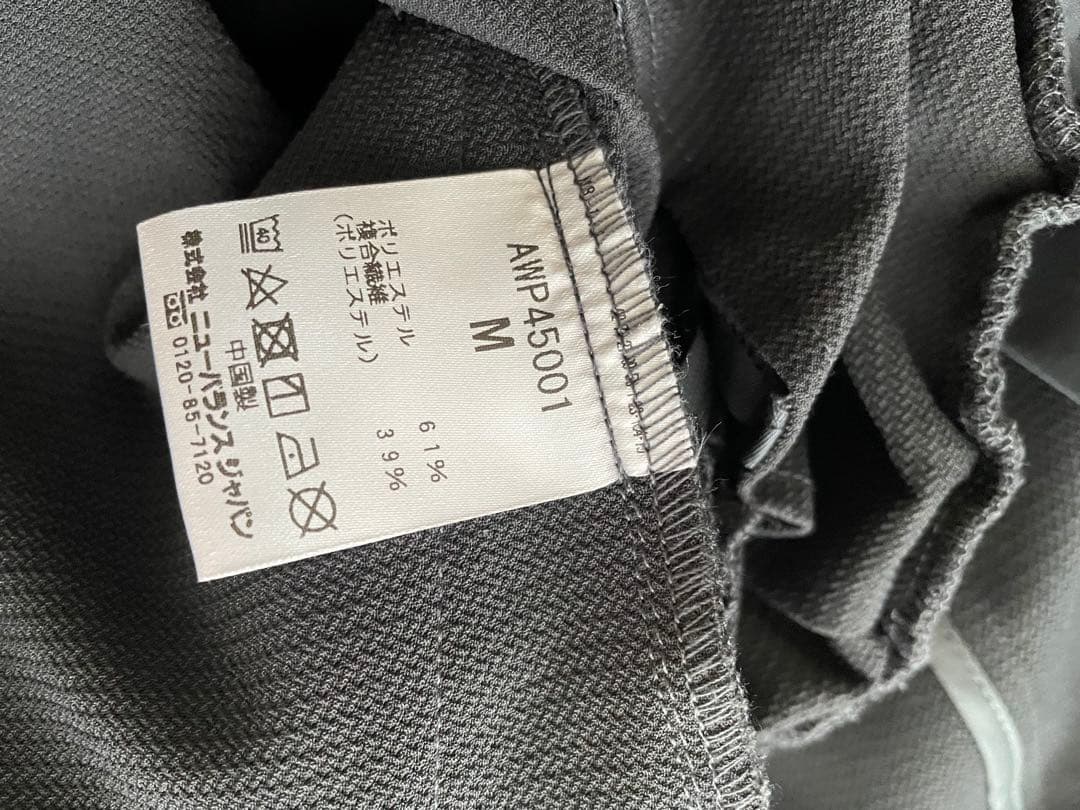 AWP45001
M
ポリエステル 61%
複合繊維 39%
(ポリエステル)
40
中国製
株式会社 ニューバランス ジャパン
0120-85-7120